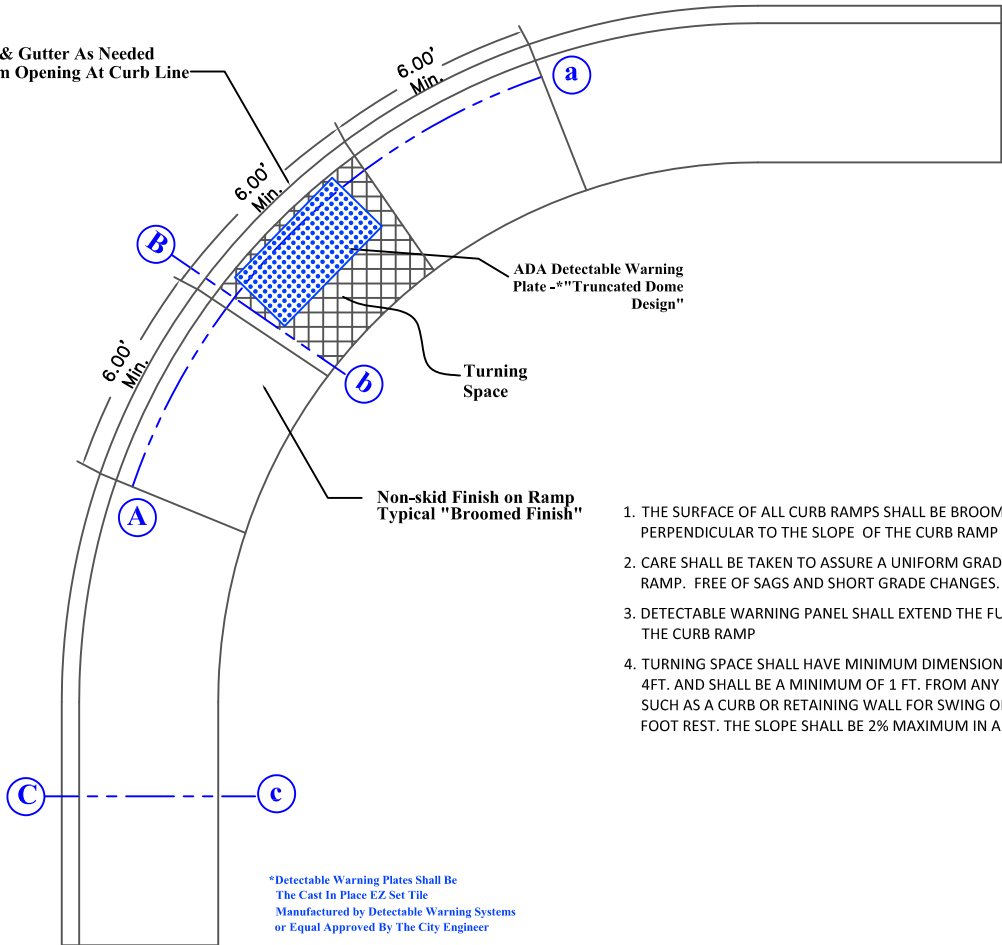 & Gutter As Needed
Opening At Curb Line
6.00'
Min.
a
6.00'
Min.
B
ADA Detectable Warning
Plate -*"Truncated Dome
Design"
6.00'
Min.
b
Turning
Space
Non-skid Finish on Ramp
Typical "Broomed Finish"
A
1. THE SURFACE OF ALL CURB RAMPS SHALL BE BROOM
PERPENDICULAR TO THE SLOPE OF THE CURB RAMP
2. CARE SHALL BE TAKEN TO ASSURE A UNIFORM GRAD
RAMP. FREE OF SAGS AND SHORT GRADE CHANGES.
3. DETECTABLE WARNING PANEL SHALL EXTEND THE FU
THE CURB RAMP
4. TURNING SPACE SHALL HAVE MINIMUM DIMENSION
4FT. AND SHALL BE A MINIMUM OF 1 FT. FROM ANY
SUCH AS A CURB OR RETAINING WALL FOR SWING O
FOOT REST. THE SLOPE SHALL BE 2% MAXIMUM IN A
C
c
*Detectable Warning Plates Shall Be
The Cast In Place EZ Set Tile
Manufactured by Detectable Warning Systems
or Equal Approved By The City Engineer